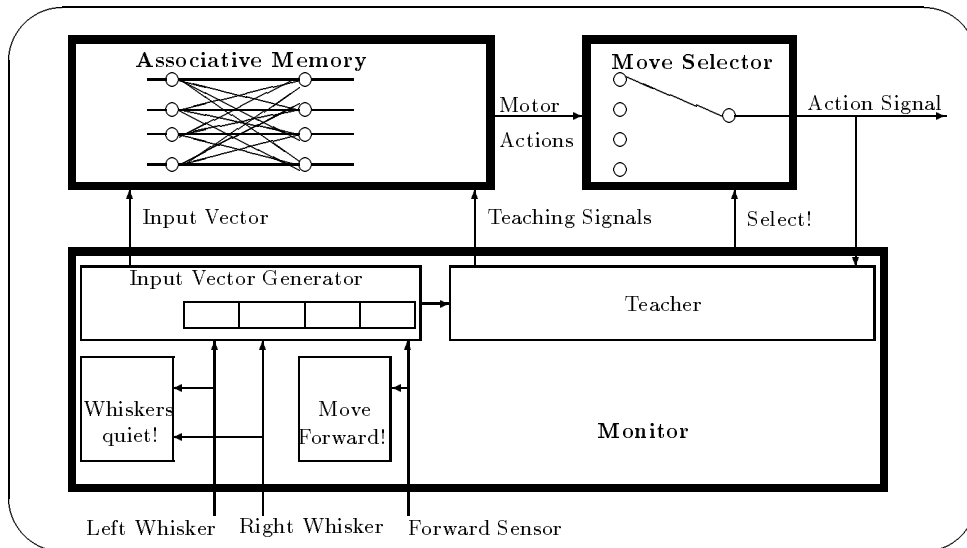 Associative Memory
Move Selector
Motor
Actions
Action Signal
Input Vector
Teaching Signals
Select!
Input Vector Generator
Teacher
Whiskers
quiet!
Move
Forward!
Monitor
Left Whisker
Right Whisker
Forward Sensor